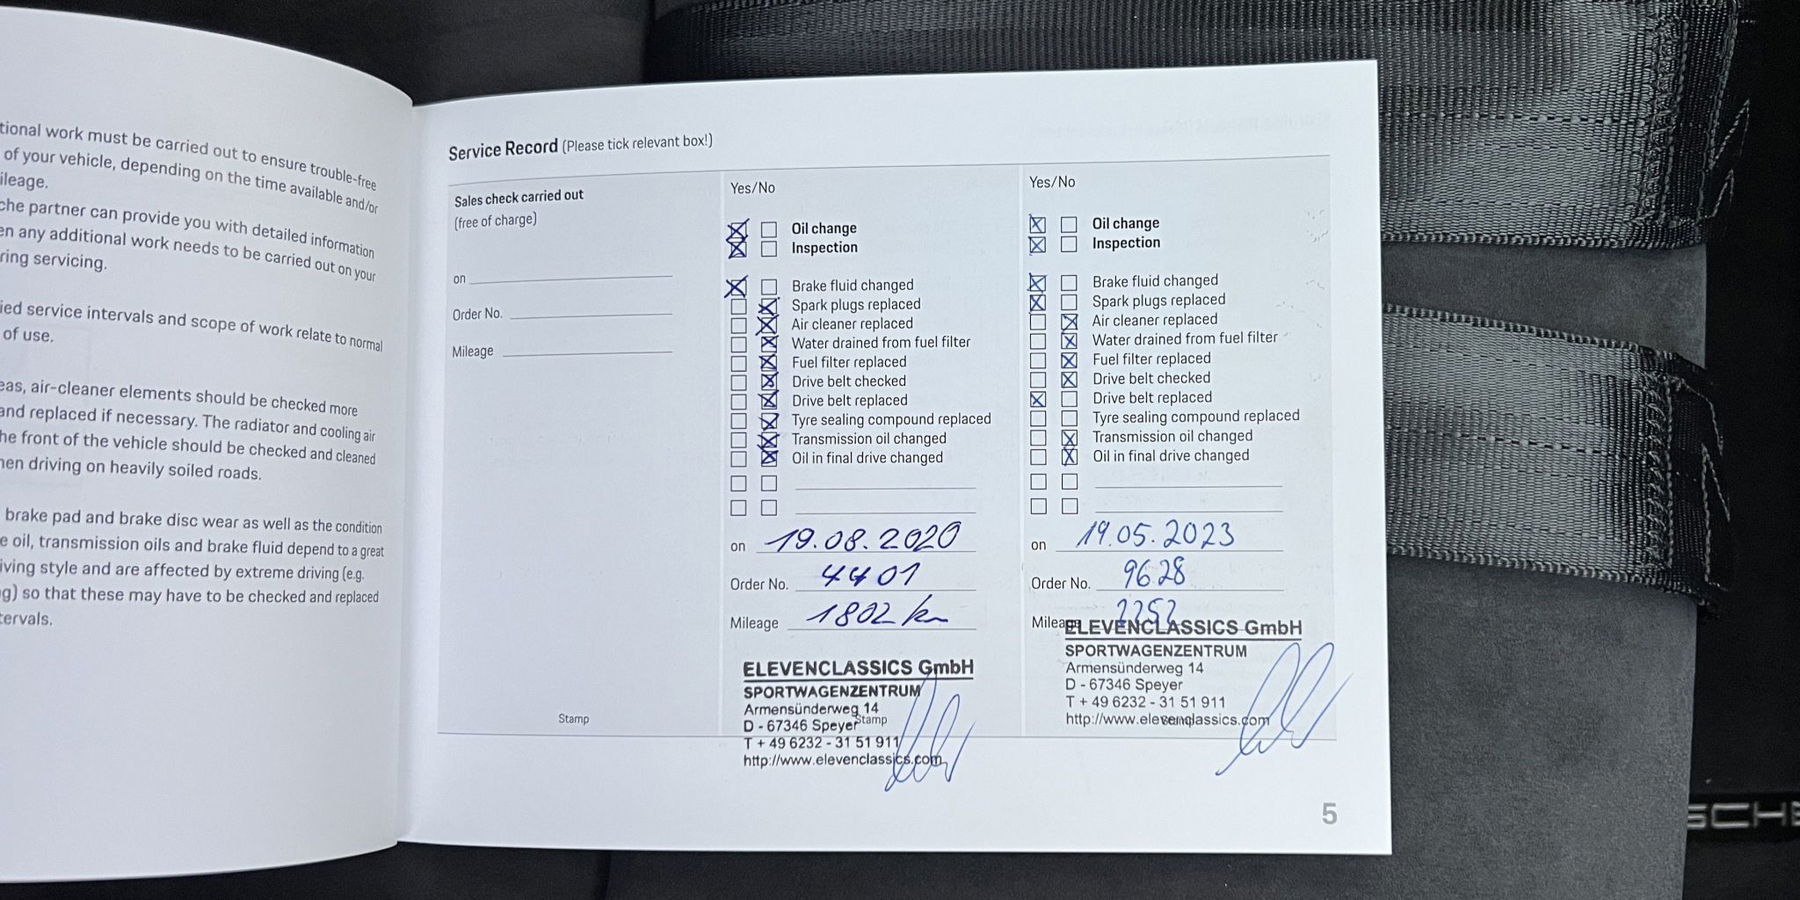 tional work must be carried out to ensure trouble-free
of your vehicle, depending on the time available and/or
ileage.
che partner can provide you with detailed information
en any additional work needs to be carried out on your
ring servicing.
ied service intervals and scope of work relate to normal
of use.
eas, air-cleaner elements should be checked more
and replaced if necessary. The radiator and cooling air
he front of the vehicle should be checked and cleaned
hen driving on heavily soiled roads.
brake pad and brake disc wear as well as the condition
e oil, transmission oils and brake fluid depend to a great
iving style and are affected by extreme driving (e.g.
g) so that these may have to be checked and replaced
tervals.
Service Record (Please tick relevant box!)
Sales check carried out
(free of charge)
on
Order No.
Mileage
Stamp
Yes/No
Oil change
Inspection
Brake fluid changed
Spark plugs replaced
Air cleaner replaced
Water drained from fuel filter
Fuel filter replaced
Drive belt checked
Drive belt replaced
Tyre sealing compound replaced
Transmission oil changed
Oil in final drive changed
on 19.08.2020
Order No. 4401
Mileage 1802 km
ELEVENCLASSICS GmbH
SPORTWAGENZENTRUM
Armensünderweg 14
D - 67346 Speyer
Stamp
T + 49 6232 - 31 51 911
http://www.elevenclassics.com
Yes/No
Oil change
Inspection
Brake fluid changed
Spark plugs replaced
Air cleaner replaced
Water drained from fuel filter
Fuel filter replaced
Drive belt checked
Drive belt replaced
Tyre sealing compound replaced
Transmission oil changed
Oil in final drive changed
on 19.05.2023
Order No. 9628
Mileage 2252
ELEVENCLASSICS GmbH
SPORTWAGENZENTRUM
Armensünderweg 14
D - 67346 Speyer
T + 49 6232 - 31 51 911
http://www.elevenclassics.com
5
SCHE